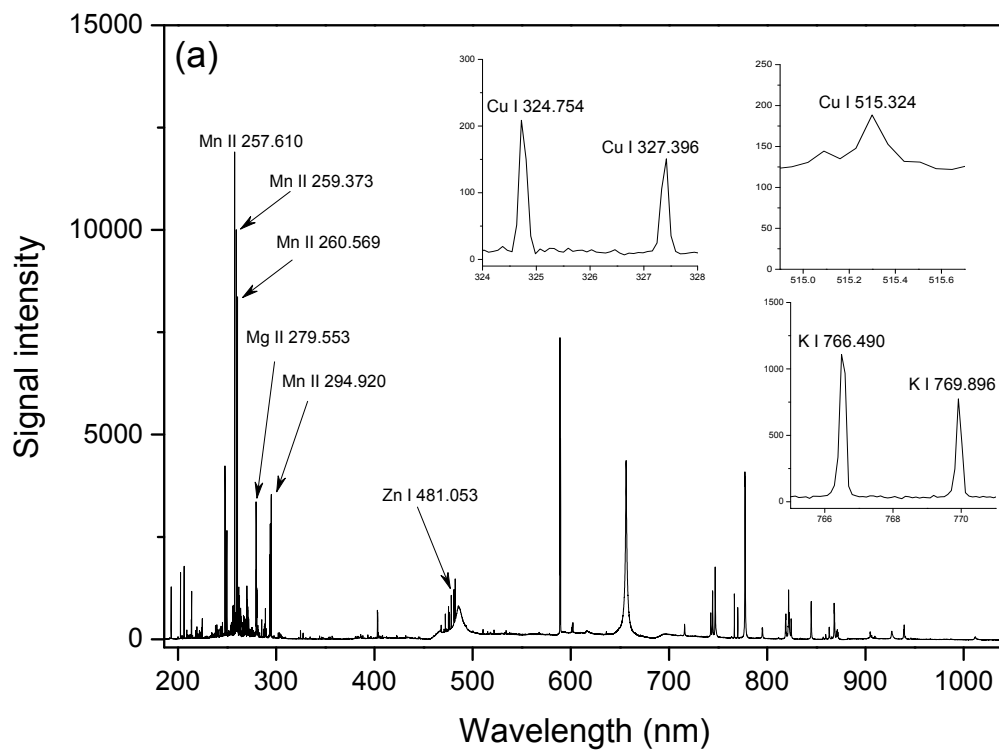 (a)
15000
10000
5000
0
Signal intensity
Mn II 257.610
Mn II 259.373
Mn II 260.569
Mg II 279.553
Mn II 294.920
Zn I 481.053
200 300 400 500 600 700 800 900 1000
Wavelength (nm)
300
200
100
0
Cu I 324.754
Cu I 327.396
324 325 326 327 328
250
200
150
100
50
0
Cu I 515.324
515.0 515.2 515.4 515.6
1500
1000
500
0
K I 766.490
K I 769.896
766 768 770